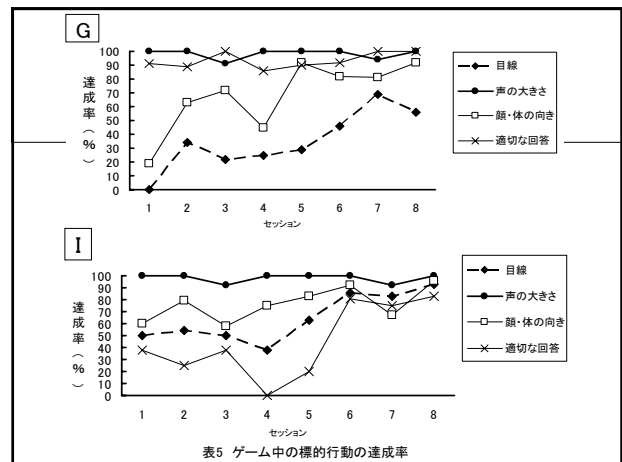 G
達成率(%)
100
90
80
70
60
50
40
30
20
10
0
1 2 3 4 5 6 7 8
セッション
目線
声の大きさ
顔・体の向き
適切な回答
I
達成率(%)
100
90
80
70
60
50
40
30
20
10
0
1 2 3 4 5 6 7 8
セッション
目線
声の大きさ
顔・体の向き
適切な回答
表5 ゲーム中の標的行動の達成率